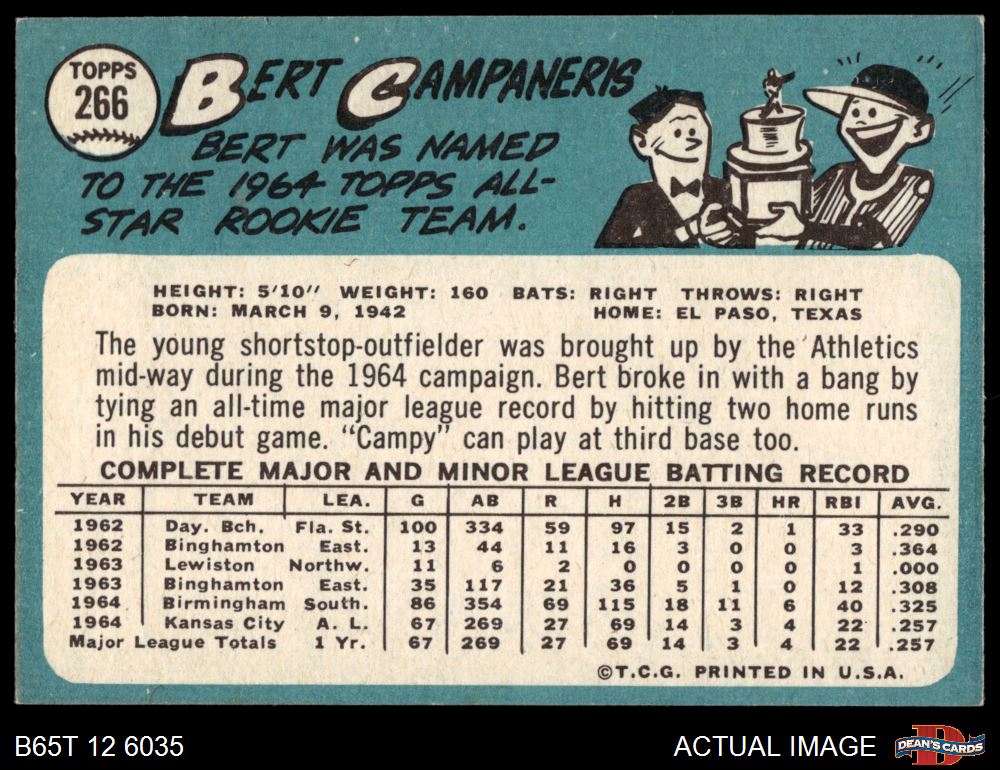 TOPPS
266
BERT CAMPANERIS
BERT WAS NAMED
TO THE 1964 TOPPS ALL-
STAR ROOKIE TEAM.
HEIGHT: 5'10" WEIGHT: 160 BATS: RIGHT THROWS: RIGHT
BORN: MARCH 9, 1942 HOME: EL PASO, TEXAS
The young shortstop-outfielder was brought up by the Athletics
mid-way during the 1964 campaign. Bert broke in with a bang by
tying an all-time major league record by hitting two home runs
in his debut game. "Campy" can play at third base too.
COMPLETE MAJOR AND MINOR LEAGUE BATTING RECORD
YEAR TEAM LEA. G AB R H 2B 3B HR RBI AVG.
1962 Day. Bch. Fla. St. 100 334 59 97 15 2 1 33 .290
1962 Binghamton East. 13 44 11 16 3 0 0 3 .364
1963 Lewiston Northw. 11 6 2 0 0 0 0 1 .000
1963 Binghamton East. 35 117 21 36 5 1 0 12 .308
1964 Birmingham South. 86 354 69 115 18 11 6 40 .325
1964 Kansas City A. L. 67 269 27 69 14 3 4 22 .257
Major League Totals 1 Yr. 67 269 27 69 14 3 4 22 .257
©T.C.G. PRINTED IN U.S.A.
B65T 12 6035 ACTUAL IMAGE D DEAN'S CARDS